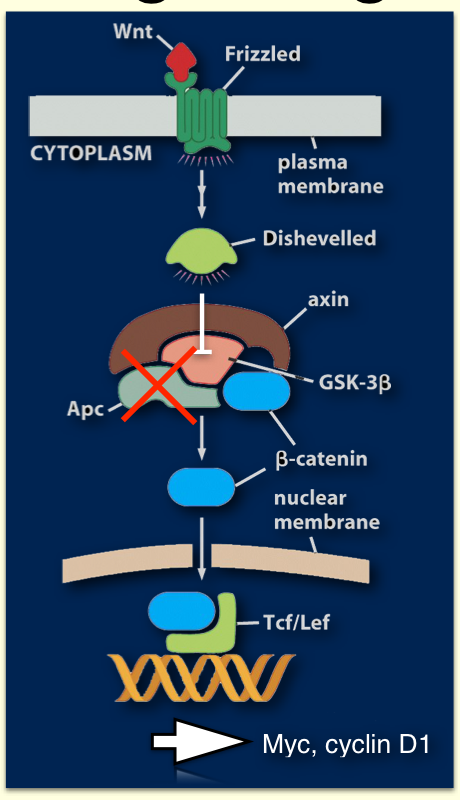 Wnt
Frizzled
CYTOPLASM
plasma
membrane
Dishevelled
axin
GSK-3β
Apc
β-catenin
nuclear
membrane
Tcf/Lef
Myc, cyclin D1